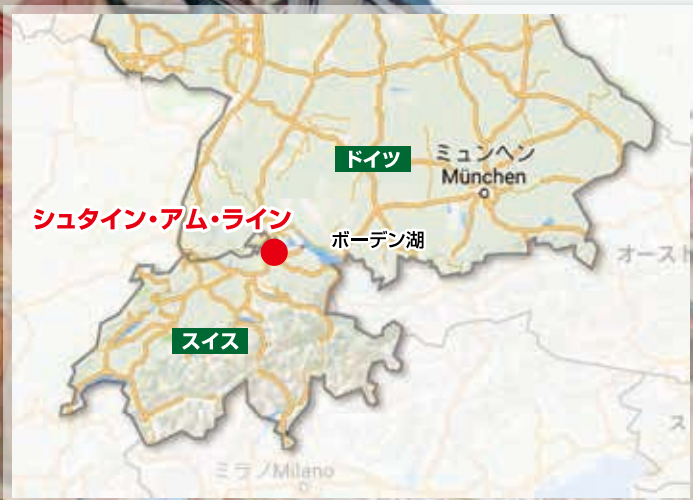 ドイツ
ミュンヘン
München
シュタイン・アム・ライン
ボーデン湖
オースト
スイス
ス
ミラノMilano